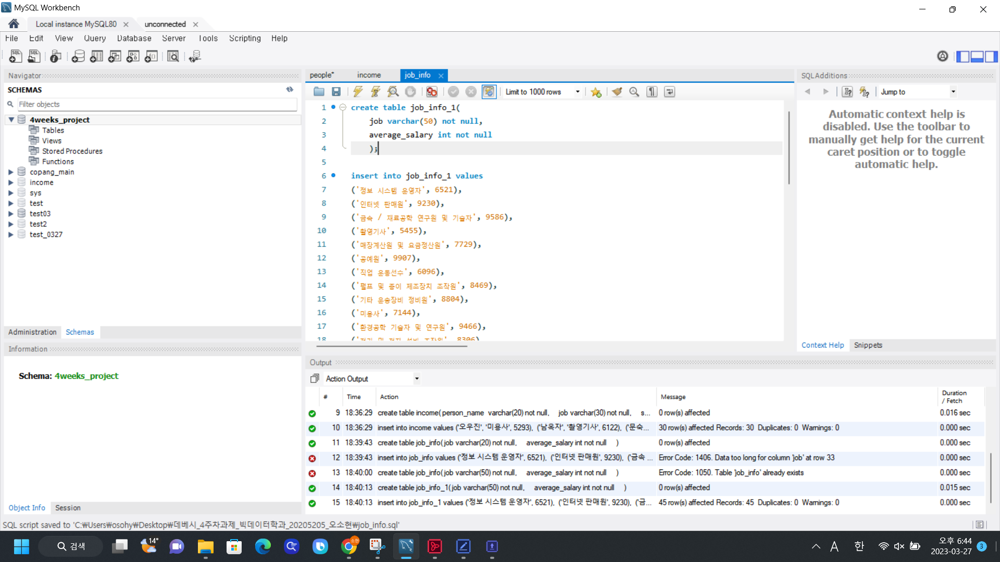 MySQL Workbench
Local instance MySQL80
unconnected
File Edit View Query Database Server Tools Scripting Help
Navigator
SCHEMAS
Filter objects
4weeks_project
Tables
Views
Stored Procedures
Functions
copang_main
income
sys
test
test03
test2
test_0327
Administration Schemas
Information
Schema: 4weeks_project
Object Info Session
people* income job_info
Limit to 1000 rows
1 create table job_info_1(
2 job varchar(50) not null,
3 average_salary int not null
4 );
5
6 insert into job_info_1 values
7 ('정보 시스템 운영자', 6521),
8 ('인터넷 판매원', 9230),
9 ('금속 / 재료공학 연구원 및 기술자', 9586),
10 ('촬영기사', 5455),
11 ('매장계산원 및 요금정산원', 7729),
12 ('공예원', 9907),
13 ('직업 운동선수', 6096),
14 ('펄프 및 종이 제조장치 조작원', 8469),
15 ('기타 운송장비 정비원', 8804),
16 ('미용사', 7144),
17 ('환경공학 기술자 및 연구원', 9466),
18 ('전기 및 전자 설비 조작원', 8306)
SQLAdditions
Jump to
Automatic context help is
disabled. Use the toolbar to
manually get help for the current
caret position or to toggle
automatic help.
Context Help Snippets
Output
Action Output
# Time Action Message Duration / Fetch
9 18:36:29 create table income( person_name varchar(20) not null, job varchar(30) not null, s... 0 row(s) affected 0.016 sec
10 18:36:29 insert into income values ('오우진', '미용사', 5293), ('남옥자', '촬영기사', 6122), ('문숙... 30 row(s) affected Records: 30 Duplicates: 0 Warnings: 0 0.000 sec
11 18:39:43 create table job_info( job varchar(20) not null, average_salary int not null ) 0 row(s) affected 0.000 sec
12 18:39:43 insert into job_info values ('정보 시스템 운영자', 6521), ('인터넷 판매원', 9230), ('금속 ... Error Code: 1406. Data too long for column 'job' at row 33 0.000 sec
13 18:40:00 create table job_info( job varchar(50) not null, average_salary int not null ) Error Code: 1050. Table 'job_info' already exists 0.000 sec
14 18:40:13 create table job_info_1( job varchar(50) not null, average_salary int not null ) 0 row(s) affected 0.015 sec
15 18:40:13 insert into job_info_1 values ('정보 시스템 운영자', 6521), ('인터넷 판매원', 9230), ('금... 45 row(s) affected Records: 45 Duplicates: 0 Warnings: 0 0.000 sec
SQL script saved to 'C:₩Users₩osohy₩Desktop₩데베시_4주차과제_빅데이터학과_20205205_오소현₩job_info.sql'
검색
14°
소현
A 한
오후 6:44
2023-03-27
3